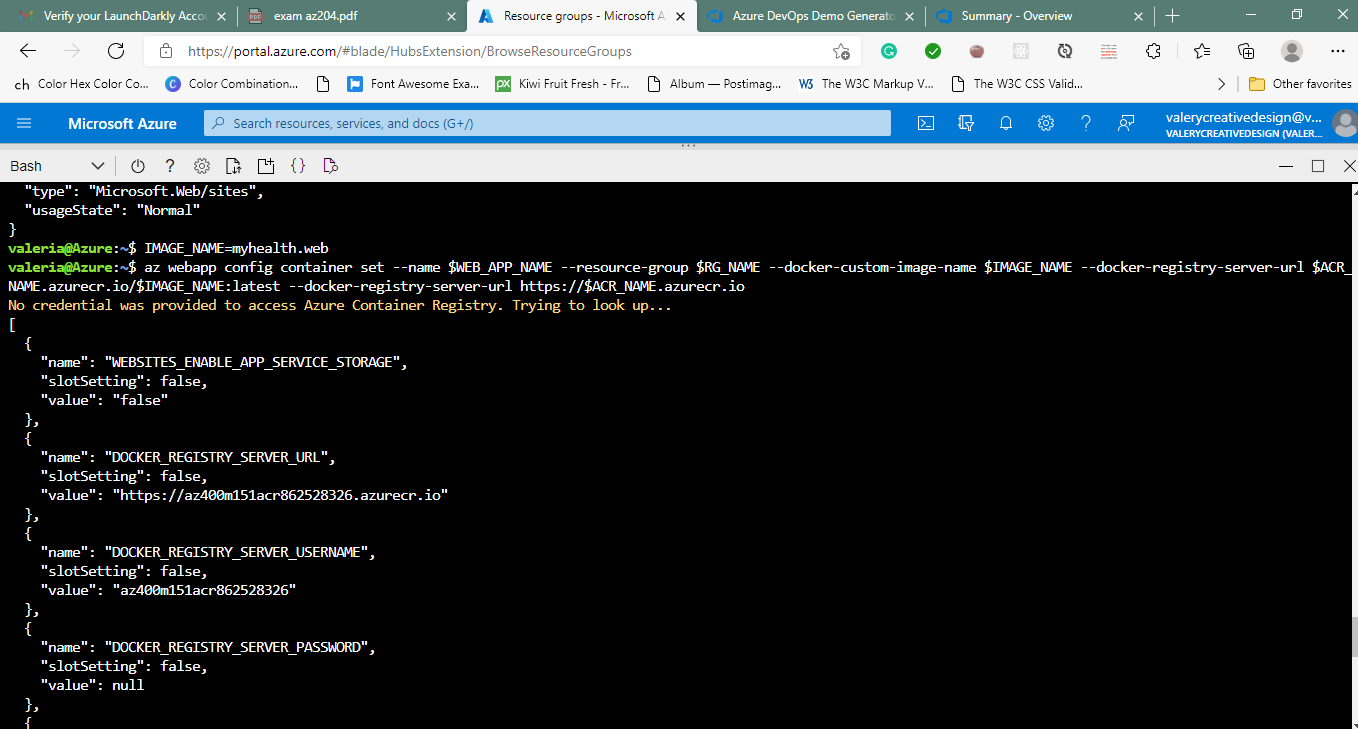 Verify your LaunchDarkly Acco
exam az204.pdf
Resource groups - Microsoft A
Azure DevOps Demo Generato
Summary - Overview
https://portal.azure.com/#blade/HubsExtension/BrowseResourceGroups
ch Color Hex Color Co...
C Color Combination...
Font Awesome Exa...
px Kiwi Fruit Fresh - Fr...
Album — Postimag...
W3 The W3C Markup V...
The W3C CSS Valid...
Other favorites
Microsoft Azure
Search resources, services, and docs (G+/)
valerycreativedesign@v...
VALERYCREATIVEDESIGN (VALER...
Bash
"type": "Microsoft.Web/sites",
"usageState": "Normal"
}
valeria@Azure:~$ IMAGE_NAME=myhealth.web
valeria@Azure:~$ az webapp config container set --name $WEB_APP_NAME --resource-group $RG_NAME --docker-custom-image-name $IMAGE_NAME --docker-registry-server-url $ACR_
NAME.azurecr.io/$IMAGE_NAME:latest --docker-registry-server-url https://$ACR_NAME.azurecr.io
No credential was provided to access Azure Container Registry. Trying to look up...
[
{
"name": "WEBSITES_ENABLE_APP_SERVICE_STORAGE",
"slotSetting": false,
"value": "false"
},
{
"name": "DOCKER_REGISTRY_SERVER_URL",
"slotSetting": false,
"value": "https://az400m151acr862528326.azurecr.io"
},
{
"name": "DOCKER_REGISTRY_SERVER_USERNAME",
"slotSetting": false,
"value": "az400m151acr862528326"
},
{
"name": "DOCKER_REGISTRY_SERVER_PASSWORD",
"slotSetting": false,
"value": null
},
{